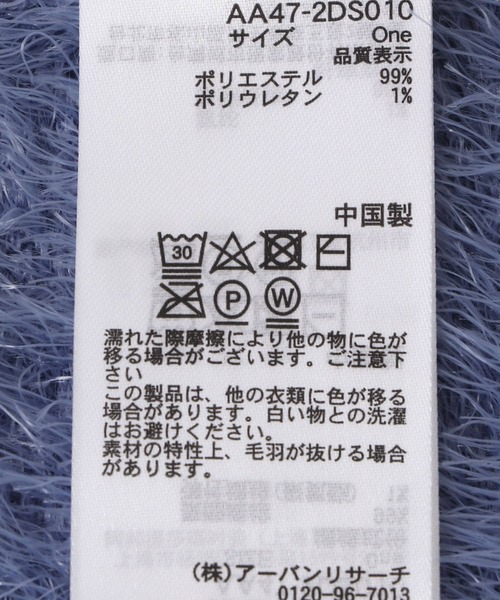 AA47-2DS010
サイズ One
品質表示
ポリエステル 99%
ポリウレタン 1%
中国製
30
P W
濡れた際摩擦により他の物に色が
移る場合がございます。ご注意下
さい
この製品は、他の衣類に色が移る
場合があります。白い物との洗濯
はお避けください。
素材の特性上、毛羽が抜ける場合
があります。
(株)アーバンリサーチ
0120-96-7013